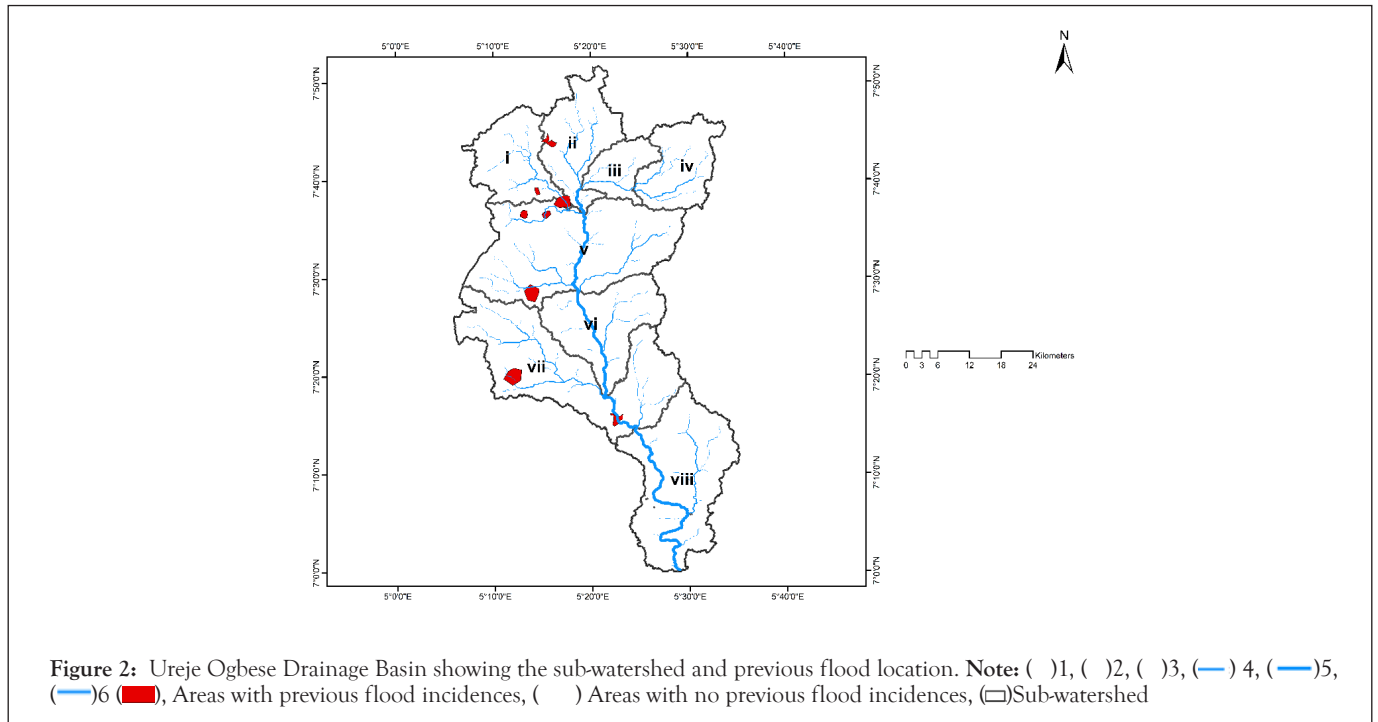 N
5°0'0"E 5°10'0"E 5°20'0"E 5°30'0"E 5°40'0"E
7°50'0"N 7°50'0"N
ii
i
iii
iv
7°40'0"N 7°40'0"N
v
7°30'0"N 7°30'0"N
vi
vii
Kilometers
0 3 6 12 18 24
7°20'0"N 7°20'0"N
viii
7°10'0"N 7°10'0"N
7°0'0"N 7°0'0"N
5°0'0"E 5°10'0"E 5°20'0"E 5°30'0"E 5°40'0"E
Figure 2: Ureje Ogbese Drainage Basin showing the sub-watershed and previous flood location. Note: ( )1, ( )2, ( )3, ( ) 4, ( )5,
( )6 ( ), Areas with previous flood incidences, ( ) Areas with no previous flood incidences, ( )Sub-watershed